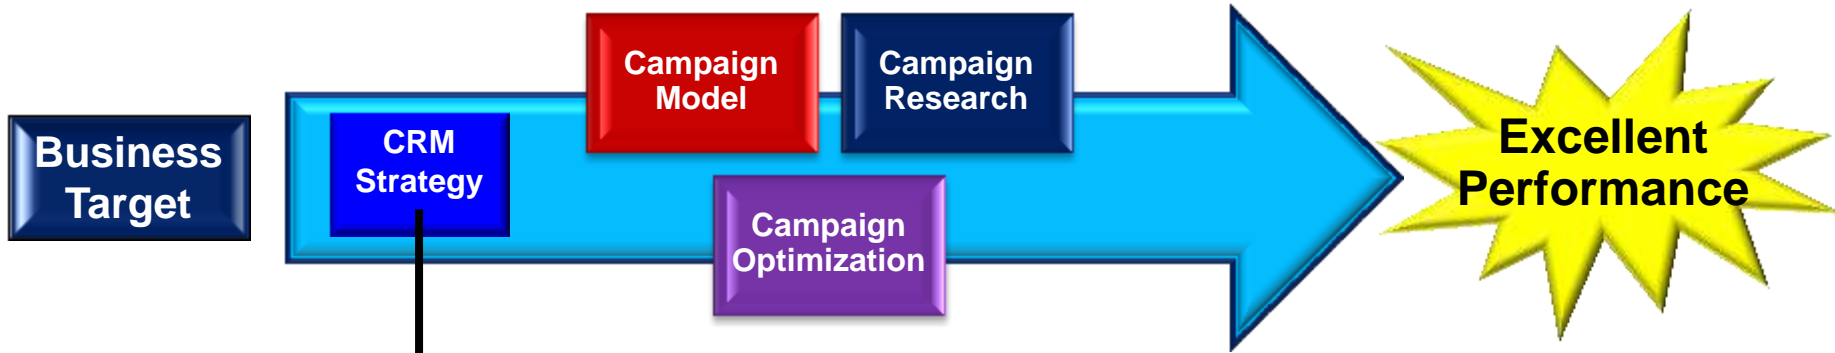 Business
Target
CRM
Strategy
Campaign
Model
Campaign
Research
Campaign
Optimization
Excellent
Performance